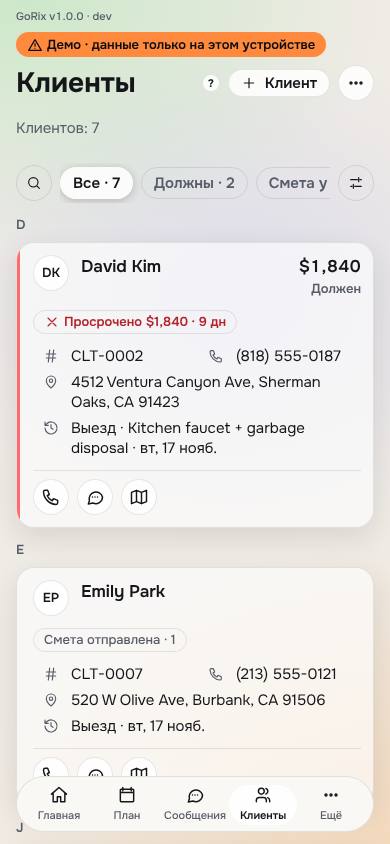 GoRix v1.0.0 · dev
Демо · данные только на этом устройстве
Клиенты
?
+ Клиент
Клиентов: 7
Все · 7
Должны · 2
Смета у
D
DK
David Kim
$1,840
Должен
Просрочено $1,840 · 9 дн
# CLT-0002
(818) 555-0187
4512 Ventura Canyon Ave, Sherman
Oaks, CA 91423
Выезд · Kitchen faucet + garbage
disposal · вт, 17 нояб.
E
EP
Emily Park
Смета отправлена · 1
# CLT-0007
(213) 555-0121
520 W Olive Ave, Burbank, CA 91506
Выезд · вт, 17 нояб.
J
Главная
План
Сообщения
Клиенты
Ещё